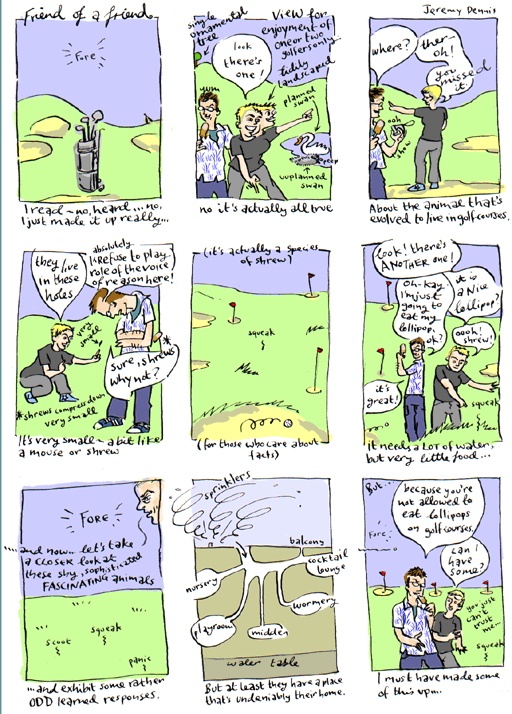 Friend of a friend
Jeremy Dennis
Fore
I read ~ no, heard... no,
I just made it up really...
single
ornamental
tree
view for
enjoyment of
one or two
golfers only...
look
there's
one!
tidily
landscaped
planned
swan
peep
unplanned
swan
no it's actually all true
where?
ther~
oh!
you
missed
it.
ooh
show
About the animal that's
evolved to live in golf courses.
they live
in these
holes
very
small
absolutely
I refuse to play
role of the voice
of reason here!
sure, shrews*
why not?
*shrews compress down
very small
It's very small ~ a bit like
a mouse or shrew
(it's actually a species
of shrew)
squeak
(for those who care about
facts)
look! there's
ANOTHER one!
Oh-kay
I'm just
going to
eat my
lollipop,
ok?
it is
a NICE
lollipop?
oooh!
shrew!
it's
great!
squeak
it needs a LOT of water,
but very little food...
FORE
and now... let's take
a CLOSER look at
these shy, sophisticated
FASCINATING animals
scoot
squeak
panic
...and exhibit some rather
ODD learned responses.
sprinklers
balcony
cocktail
lounge
nursery
wormery
playroom
midden
water table
But at least they have a place
that's undeniably their home.
But...
because you're
not allowed to
eat lollipops
on golf courses.
Fore
can I
have
some?
you just
can't
trust
me...
squeak
I must have made some
of this up...